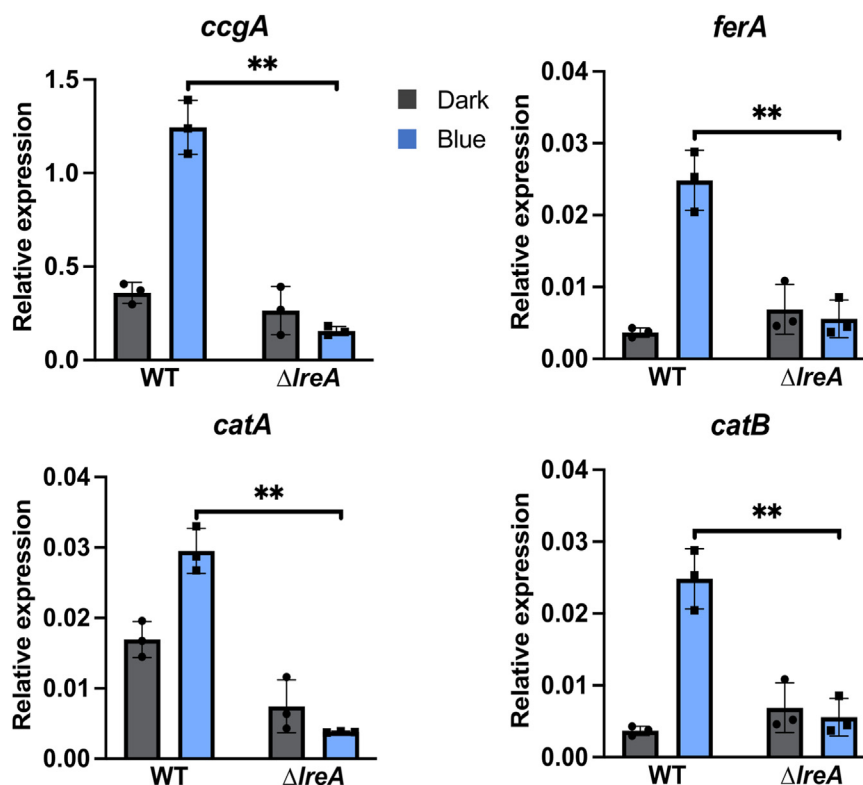 ccgA
Relative expression
1.5
1.0
0.5
0.0
**
WT
ΔlreA
Dark
Blue
ferA
Relative expression
0.04
0.03
0.02
0.01
0.00
**
WT
ΔlreA
catA
Relative expression
0.04
0.03
0.02
0.01
0.00
**
WT
ΔlreA
catB
Relative expression
0.04
0.03
0.02
0.01
0.00
**
WT
ΔlreA